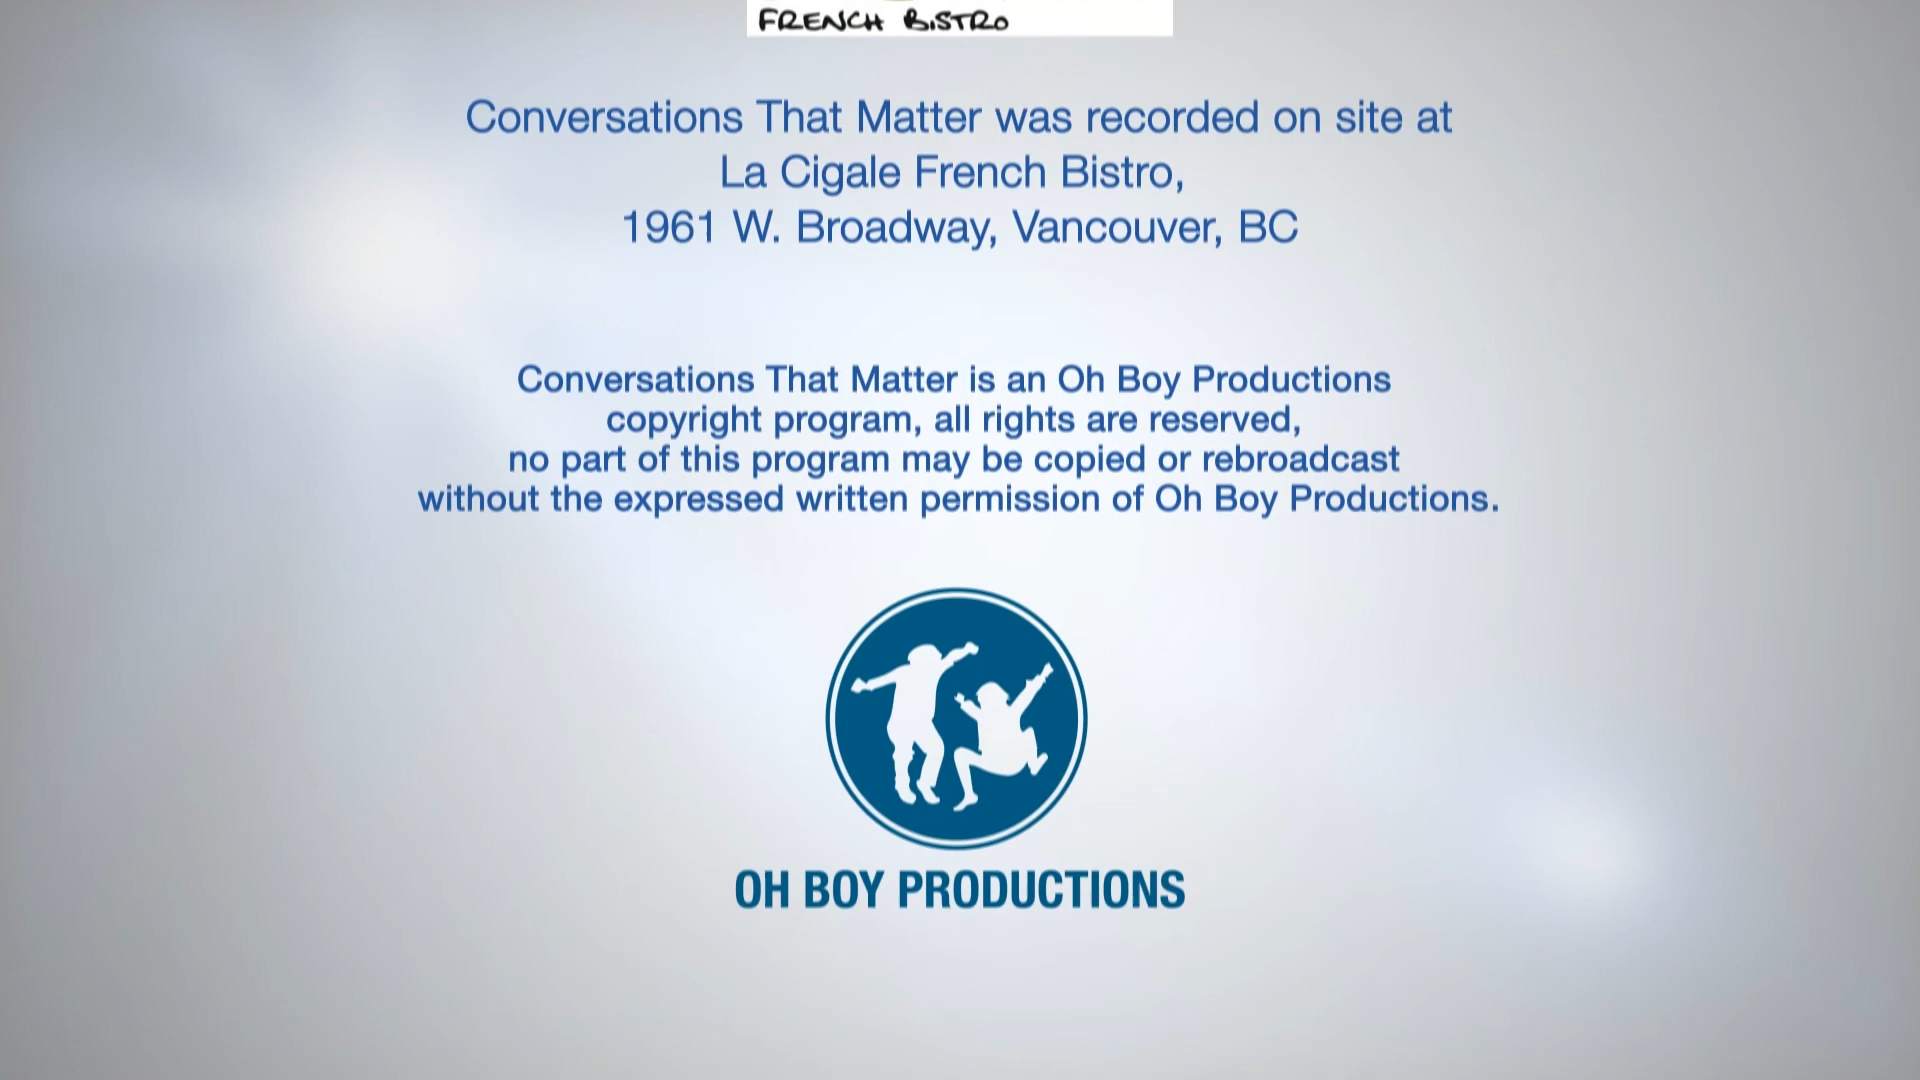 FRENCH BISTRO
Conversations That Matter was recorded on site at
La Cigale French Bistro,
1961 W. Broadway, Vancouver, BC
Conversations That Matter is an Oh Boy Productions
copyright program, all rights are reserved,
no part of this program may be copied or rebroadcast
without the expressed written permission of Oh Boy Productions.
OH BOY PRODUCTIONS